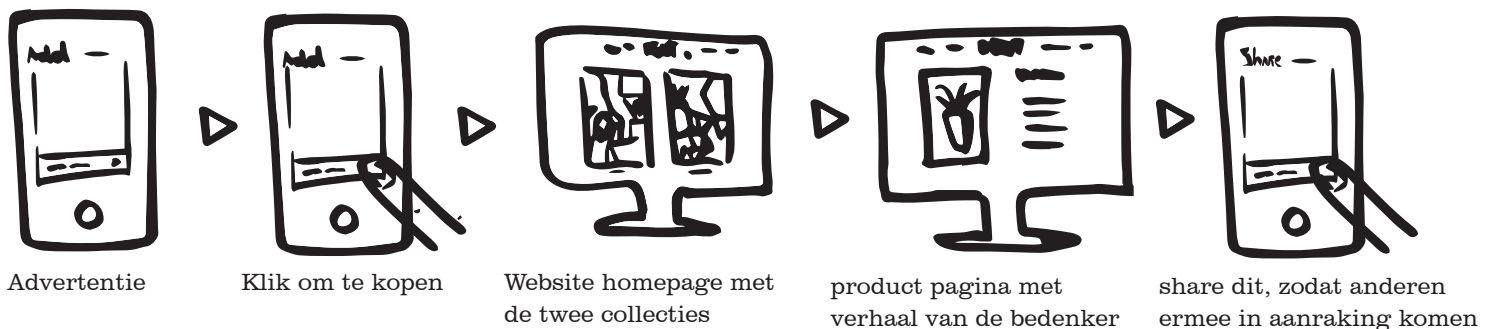 Share
Advertentie
Klik om te kopen
Website homepage met
de twee collecties
product pagina met
verhaal van de bedenker
share dit, zodat anderen
ermee in aanraking komen